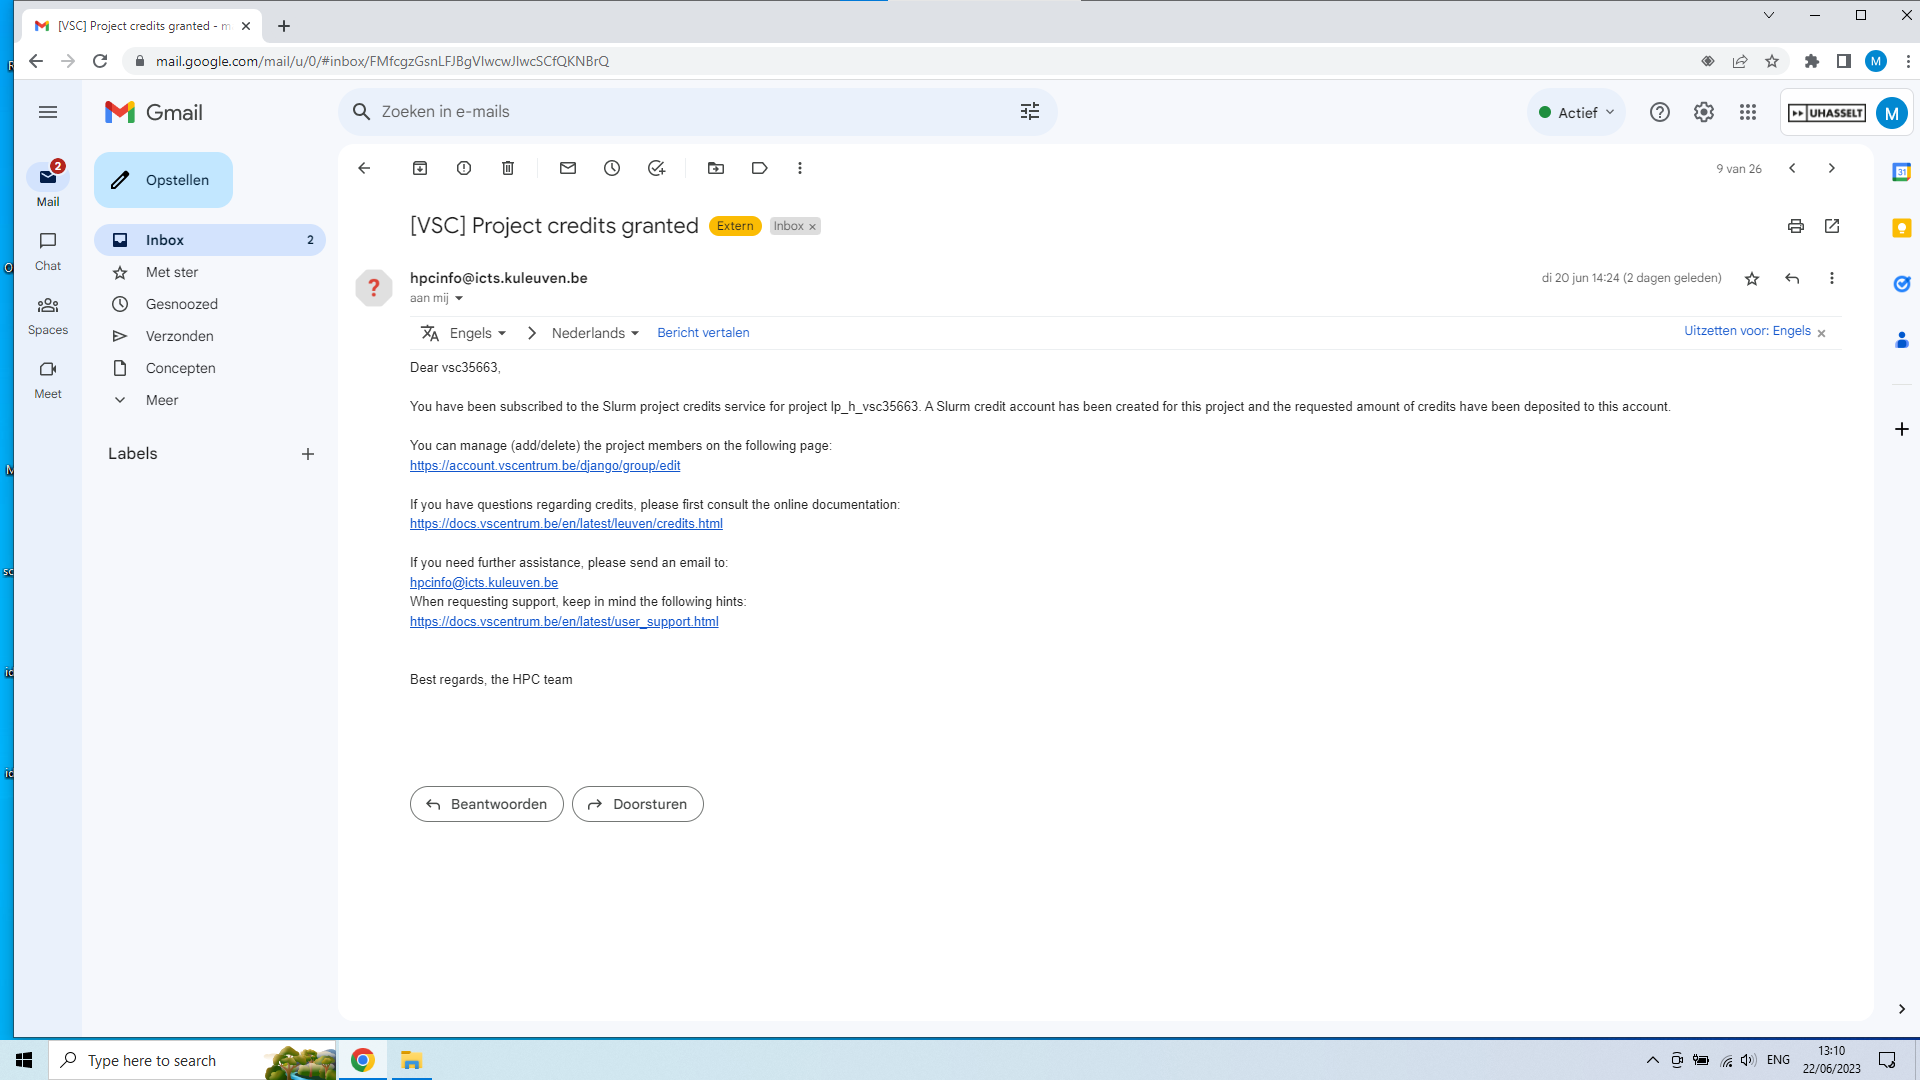 [VSC] Project credits granted - m
mail.google.com/mail/u/0/#inbox/FMfcgzGsnLFJBgVlwcwJlwcSCfQKNBrQ
M
Gmail
Zoeken in e-mails
Actief
UHASSELT
M
2
Mail
Chat
Spaces
Meet
Opstellen
Inbox 2
Met ster
Gesnoozed
Verzonden
Concepten
Meer
Labels
9 van 26
31
[VSC] Project credits granted Extern Inbox x
hpcinfo@icts.kuleuven.be
di 20 jun 14:24 (2 dagen geleden)
aan mij
Engels > Nederlands Bericht vertalen
Uitzetten voor: Engels x
Dear vsc35663,
You have been subscribed to the Slurm project credits service for project lp_h_vsc35663. A Slurm credit account has been created for this project and the requested amount of credits have been deposited to this account.
You can manage (add/delete) the project members on the following page:
https://account.vscentrum.be/django/group/edit
If you have questions regarding credits, please first consult the online documentation:
https://docs.vscentrum.be/en/latest/leuven/credits.html
If you need further assistance, please send an email to:
hpcinfo@icts.kuleuven.be
When requesting support, keep in mind the following hints:
https://docs.vscentrum.be/en/latest/user_support.html
Best regards, the HPC team
Beantwoorden
Doorsturen
Type here to search
ENG
13:10
22/06/2023